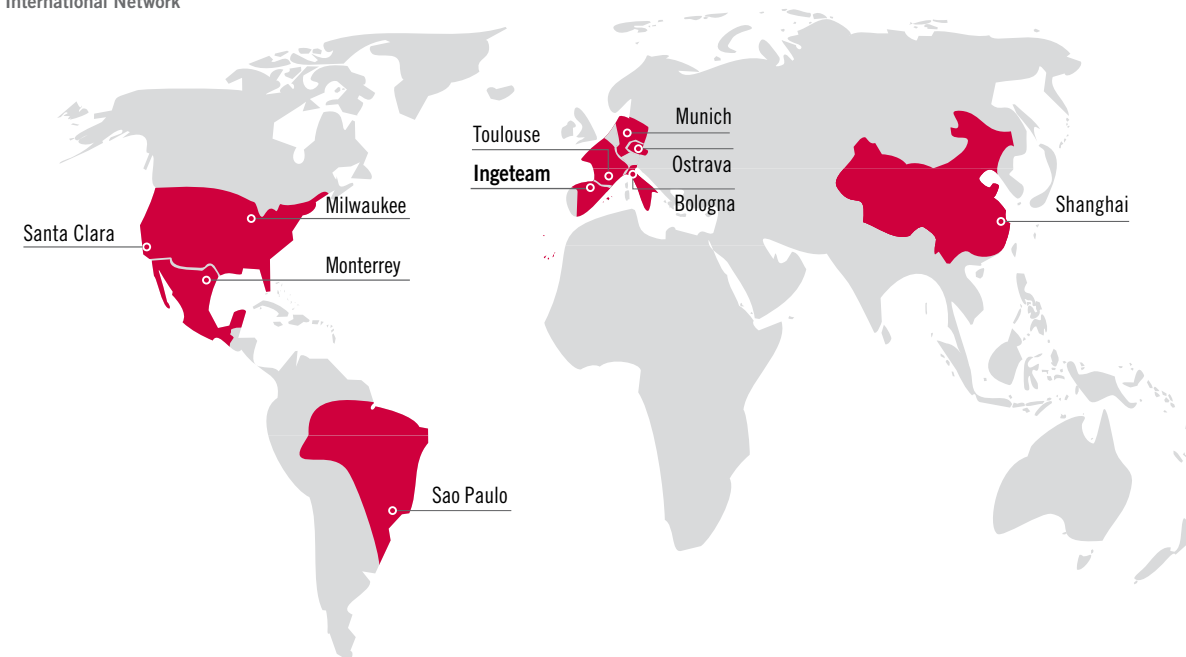 International Network
Munich
Toulouse
Ostrava
Ingeteam
Bologna
Milwaukee
Shanghai
Santa Clara
Monterrey
Sao Paulo